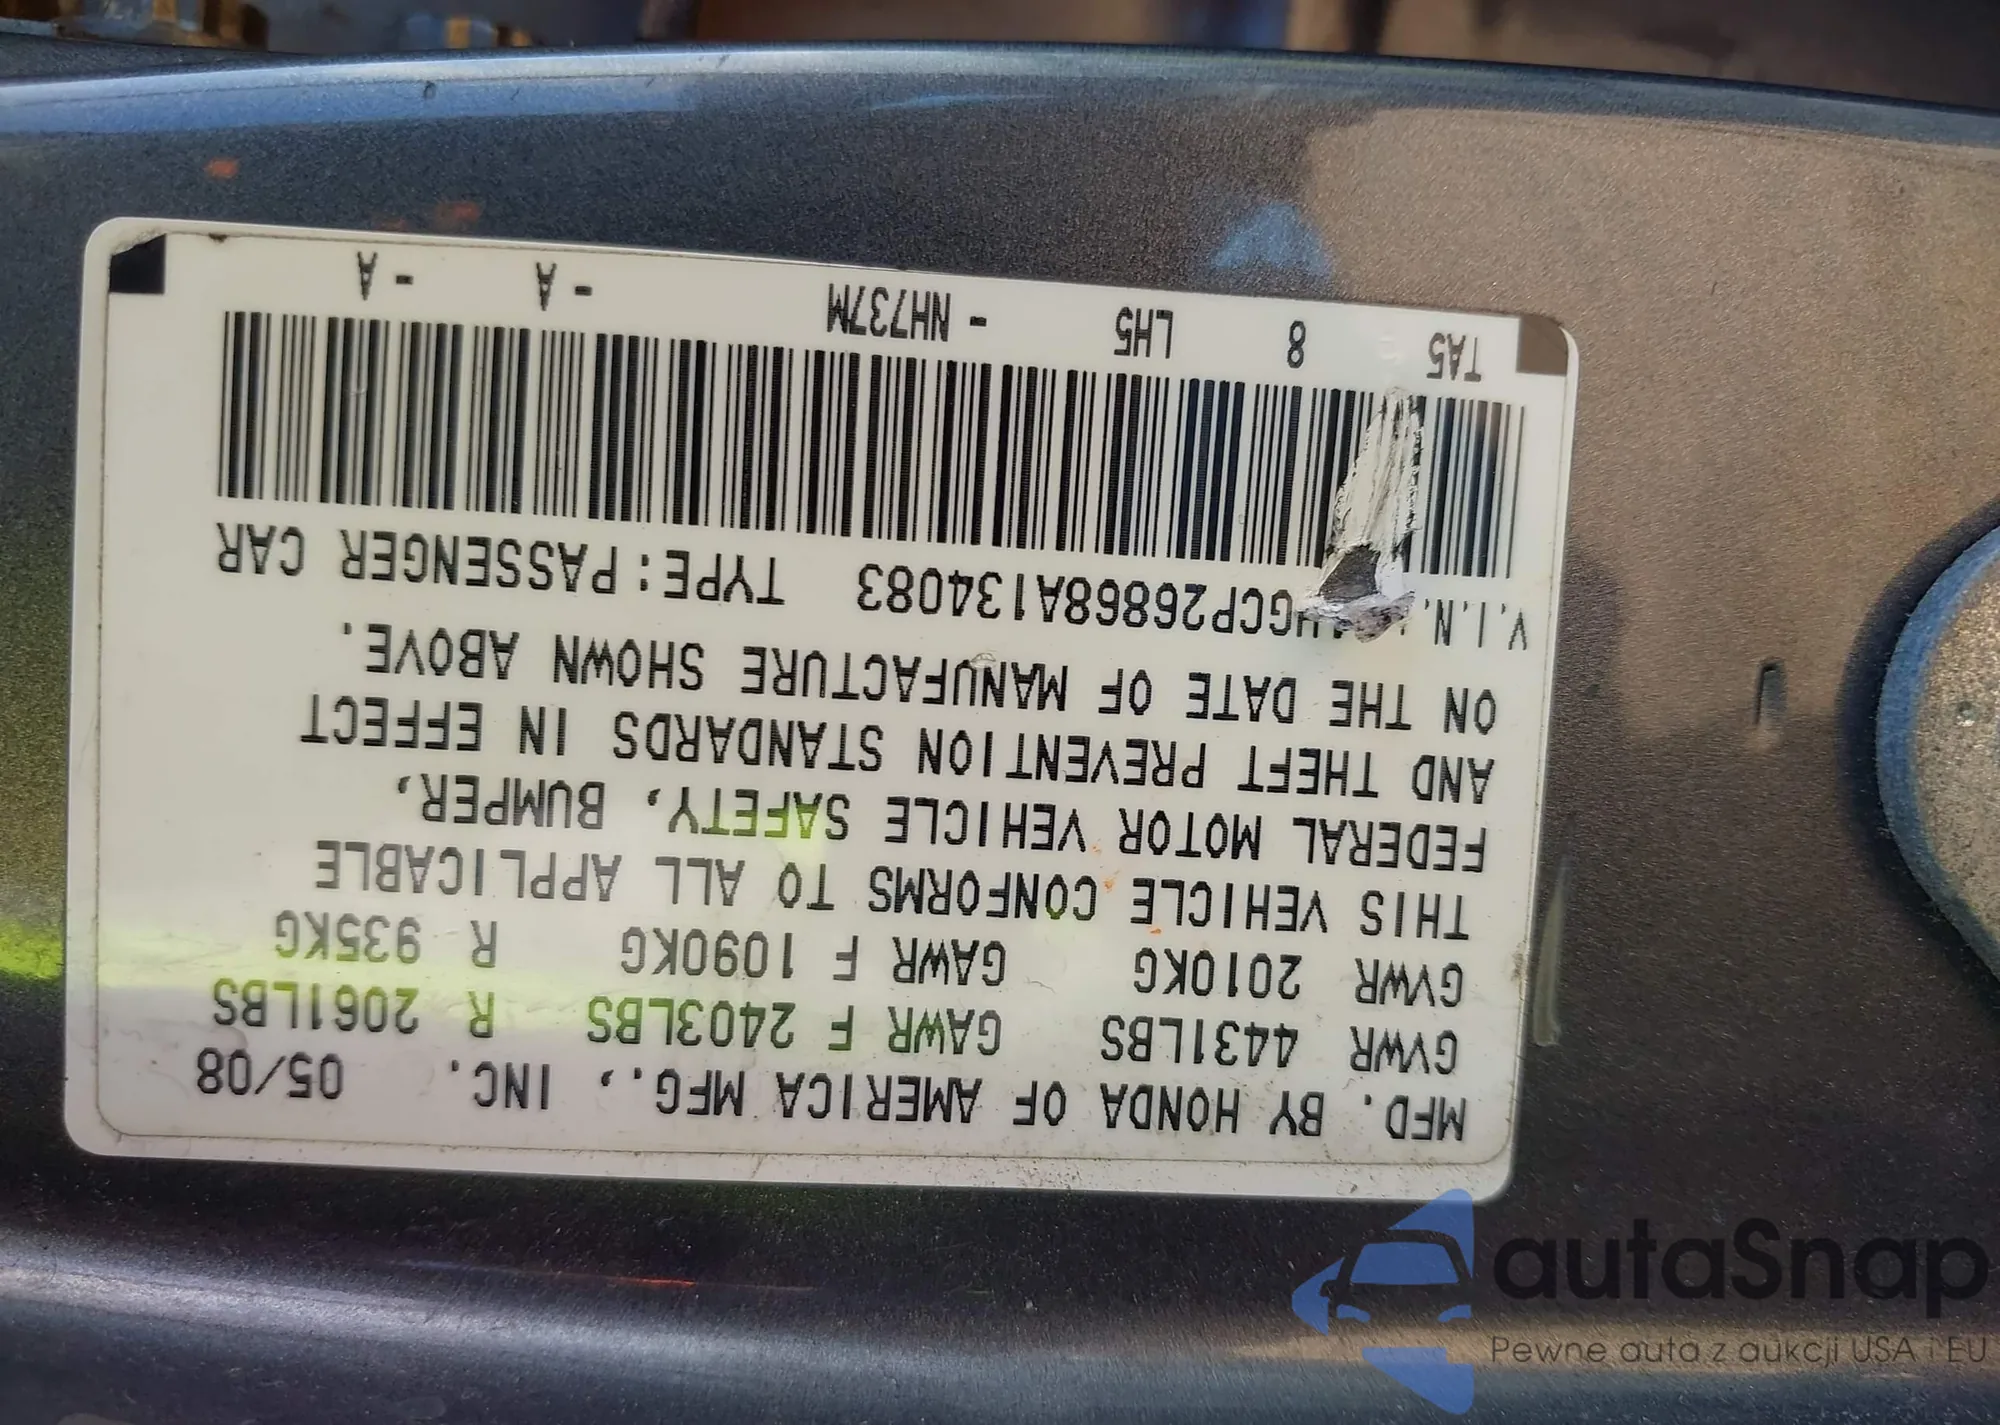 MFD. BY HONDA OF AMERICA MFG., INC. 05/08
GVWR 4431LBS GAWR F 2403LBS R 2061LBS
GVWR 2010KG GAWR F 1090KG R 935KG
THIS VEHICLE CONFORMS TO ALL APPLICABLE
FEDERAL MOTOR VEHICLE SAFETY, BUMPER,
AND THEFT PREVENTION STANDARDS IN EFFECT
ON THE DATE OF MANUFACTURE SHOWN ABOVE.
V.I.N. 1HGCP26868A134083 TYPE:PASSENGER CAR
TA5 8 LH5 - NH737M - A - A
autaSnap
Pewne auta z aukcji USA i EU